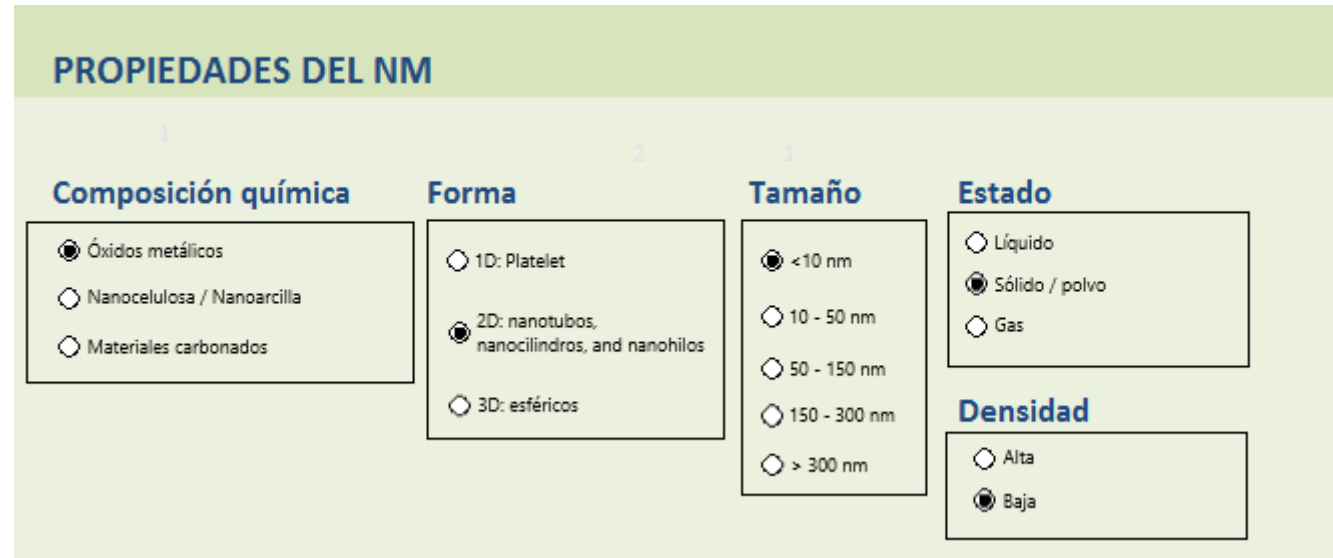 PROPIEDADES DEL NM
1
2
1
Composición química
Óxidos metálicos
Nanocelulosa / Nanoarcilla
Materiales carbonados
Forma
1D: Platelet
2D: nanotubos,
nanocilindros, and nanohilos
3D: esféricos
Tamaño
<10 nm
10 - 50 nm
50 - 150 nm
150 - 300 nm
> 300 nm
Estado
Líquido
Sólido / polvo
Gas
Densidad
Alta
Baja